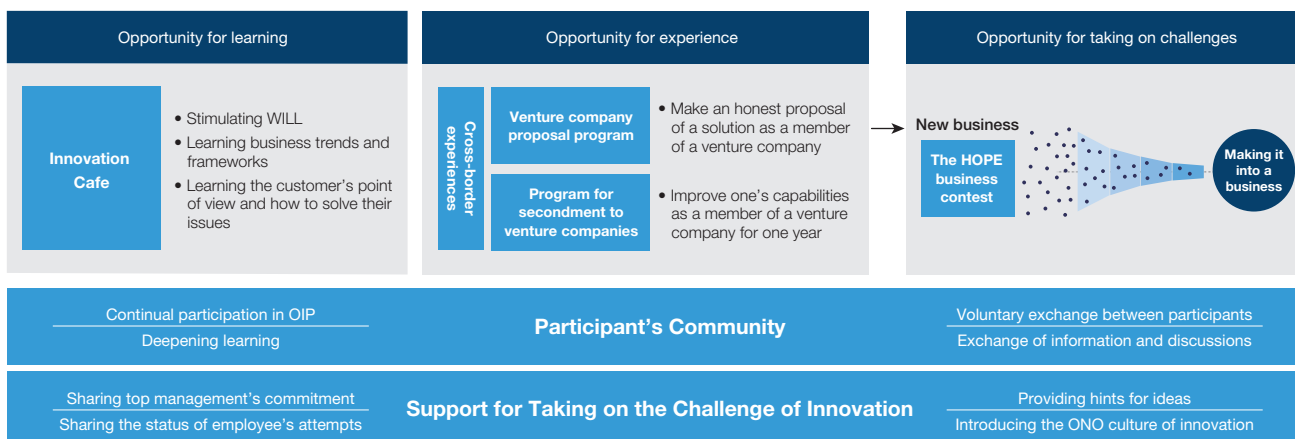 Opportunity for learning
Innovation
Cafe
• Stimulating WILL
• Learning business trends and
frameworks
• Learning the customer’s point
of view and how to solve their
issues
Opportunity for experience
Cross-border
experiences
Venture company
proposal program
• Make an honest proposal
of a solution as a member
of a venture company
Program for
secondment to
venture companies
• Improve one’s capabilities
as a member of a venture
company for one year
Opportunity for taking on challenges
New business
The HOPE
business
contest
Making it
into a
business
Continual participation in OIP
Deepening learning
Participant’s Community
Voluntary exchange between participants
Exchange of information and discussions
Sharing top management’s commitment
Sharing the status of employee’s attempts
Support for Taking on the Challenge of Innovation
Providing hints for ideas
Introducing the ONO culture of innovation